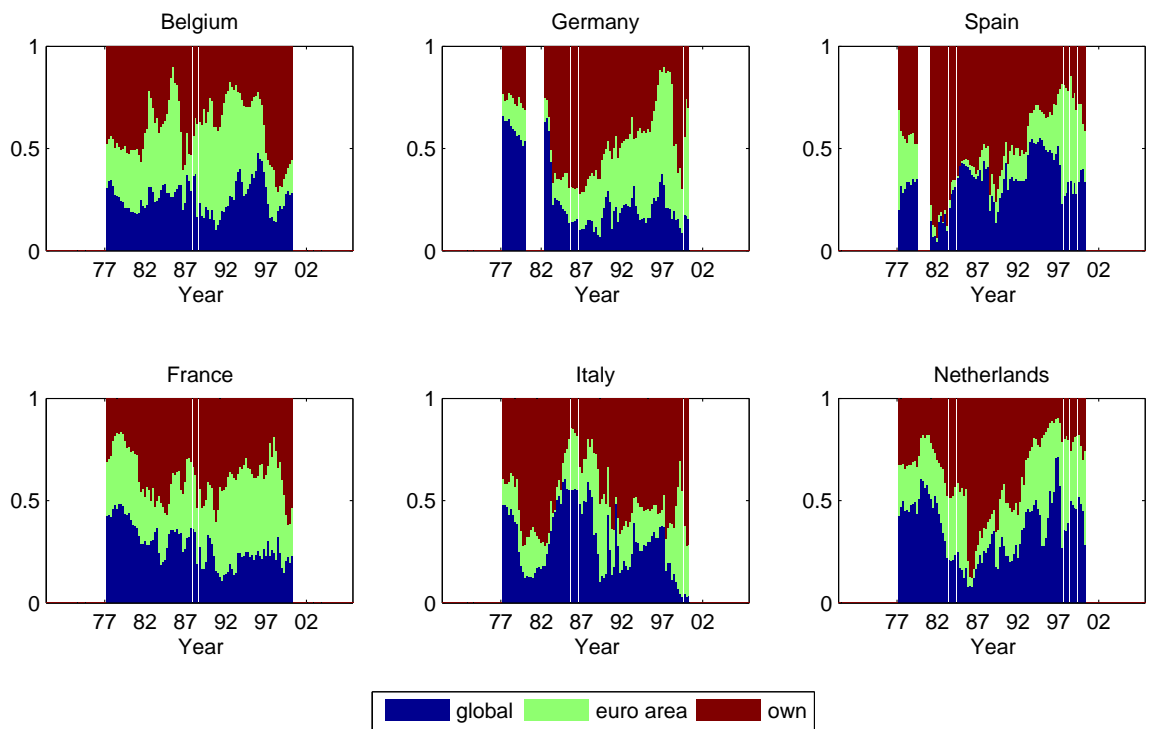 Belgium Germany Spain
1 1 1
0.5 0.5 0.5
0 0 0
77 82 87 92 97 02 77 82 87 92 97 02 77 82 87 92 97 02
Year Year Year
France Italy Netherlands
1 1 1
0.5 0.5 0.5
0 0 0
77 82 87 92 97 02 77 82 87 92 97 02 77 82 87 92 97 02
Year Year Year
global euro area own